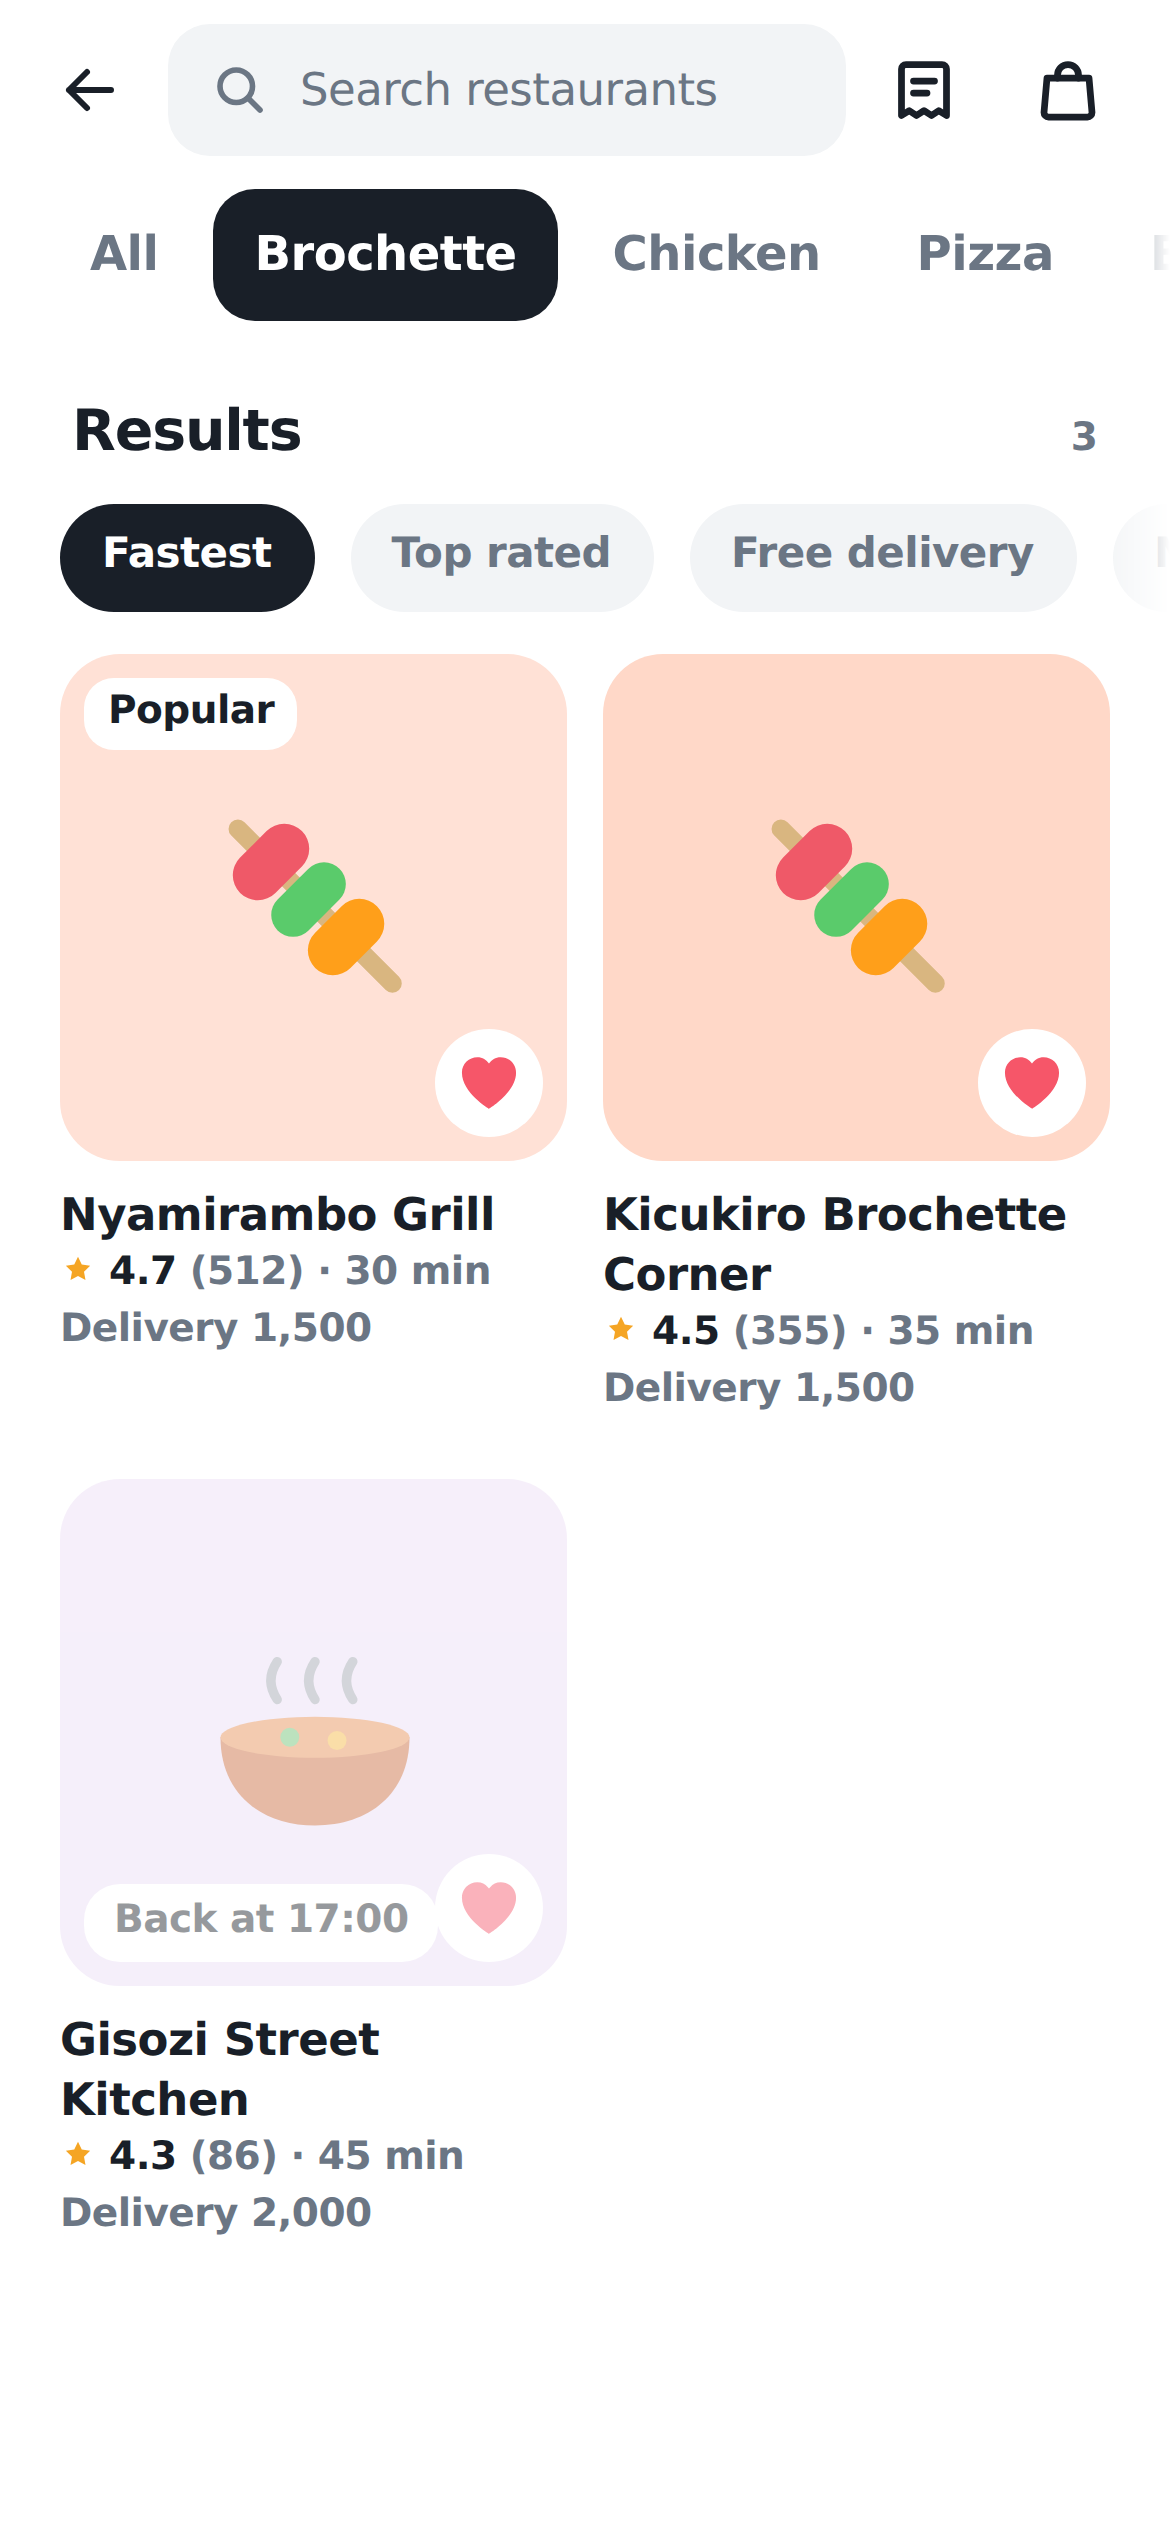 Search restaurants
All
Brochette
Chicken
Pizza
Results
3
Fastest
Top rated
Free delivery
Popular
Nyamirambo Grill
4.7 (512) · 30 min
Delivery 1,500
Kicukiro Brochette
Corner
4.5 (355) · 35 min
Delivery 1,500
Back at 17:00
Gisozi Street
Kitchen
4.3 (86) · 45 min
Delivery 2,000